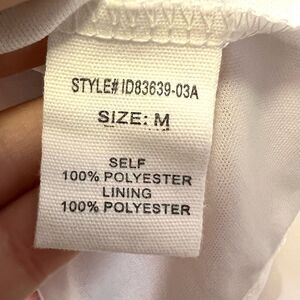 STYLE# ID83639-03A
SIZE: M
SELF
100% POLYESTER
LINING
100% POLYESTER